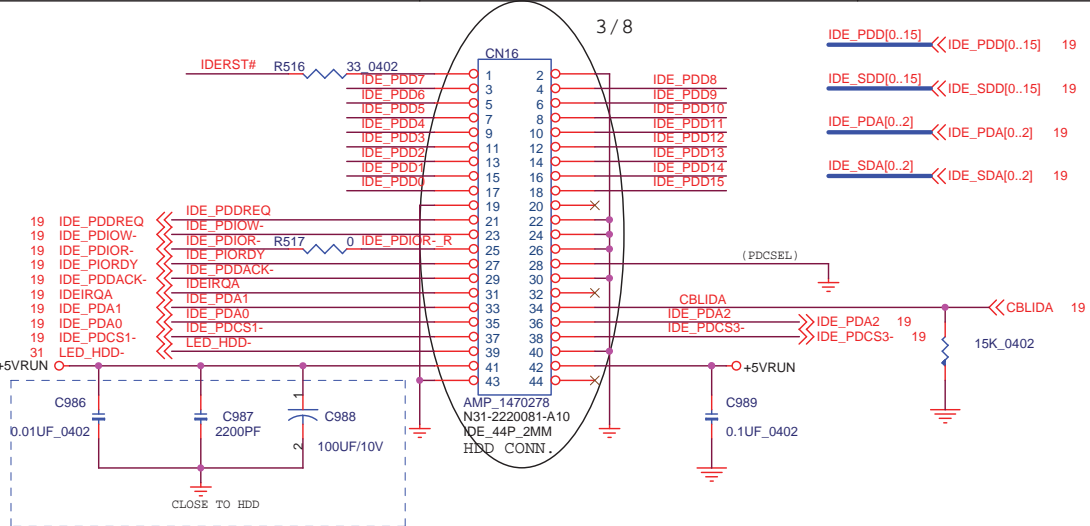 3/8
CN16
IDERST# R516 33_0402
1 2
IDE_PDD7 3 4 IDE_PDD8
IDE_PDD6 5 6 IDE_PDD9
IDE_PDD5 7 8 IDE_PDD10
IDE_PDD4 9 10 IDE_PDD11
IDE_PDD3 11 12 IDE_PDD12
IDE_PDD2 13 14 IDE_PDD13
IDE_PDD1 15 16 IDE_PDD14
IDE_PDD0 17 18 IDE_PDD15
19 20
19 IDE_PDDREQ IDE_PDDREQ 21 22
19 IDE_PDIOW- IDE_PDIOW- 23 24
19 IDE_PDIOR- IDE_PDIOR- R517 0 IDE_PDIOR-_R 25 26
19 IDE_PIORDY IDE_PIORDY 27 28 (PDCSEL)
19 IDE_PDDACK- IDE_PDDACK- 29 30
19 IDEIRQA IDEIRQA 31 32
19 IDE_PDA1 IDE_PDA1 33 34 CBLIDA CBLIDA 19
19 IDE_PDA0 IDE_PDA0 35 36 IDE_PDA2 IDE_PDA2 19
19 IDE_PDCS1- IDE_PDCS1- 37 38 IDE_PDCS3- IDE_PDCS3- 19
31 LED_HDD- LED_HDD- 39 40
+5VRUN 41 42 +5VRUN
43 44
15K_0402
IDE_PDD[0..15] IDE_PDD[0..15] 19
IDE_SDD[0..15] IDE_SDD[0..15] 19
IDE_PDA[0..2] IDE_PDA[0..2] 19
IDE_SDA[0..2] IDE_SDA[0..2] 19
AMP_1470278
N31-2220081-A10
IDE_44P_2MM
HDD CONN.
C986
0.01UF_0402
C987
2200PF
1
C988
2
100UF/10V
C989
0.1UF_0402
CLOSE TO HDD